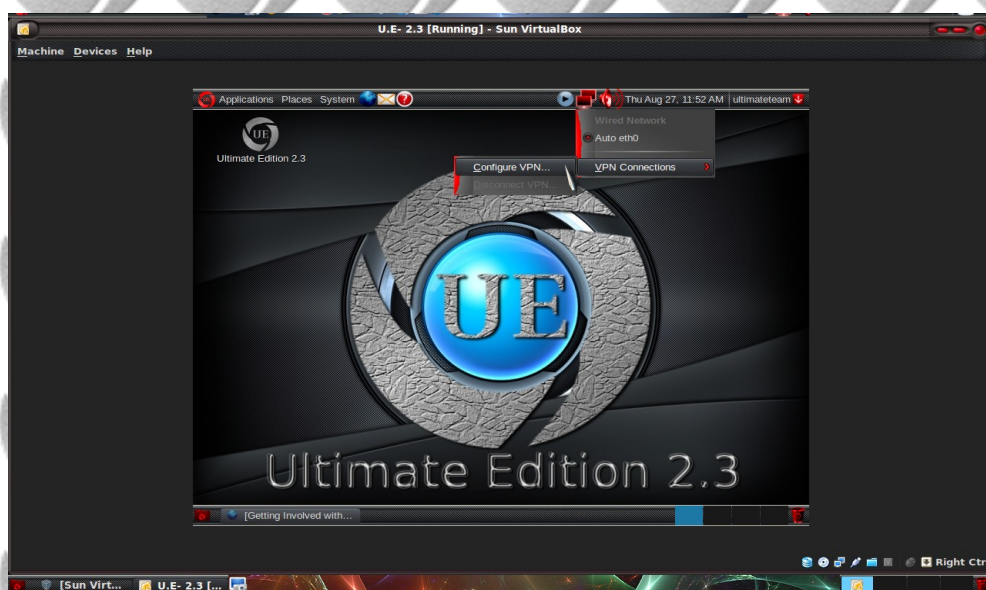 U.E- 2.3 [Running] - Sun VirtualBox
Machine Devices Help
Applications Places System
Thu Aug 27, 11:52 AM
ultimateteam
Wired Network
Auto eth0
VPN Connections
Configure VPN...
Disconnect VPN...
UE
Ultimate Edition 2.3
UE
Ultimate Edition 2.3
[Getting Involved with...
Right Ctrl
[Sun Virt...
U.E- 2.3 [...